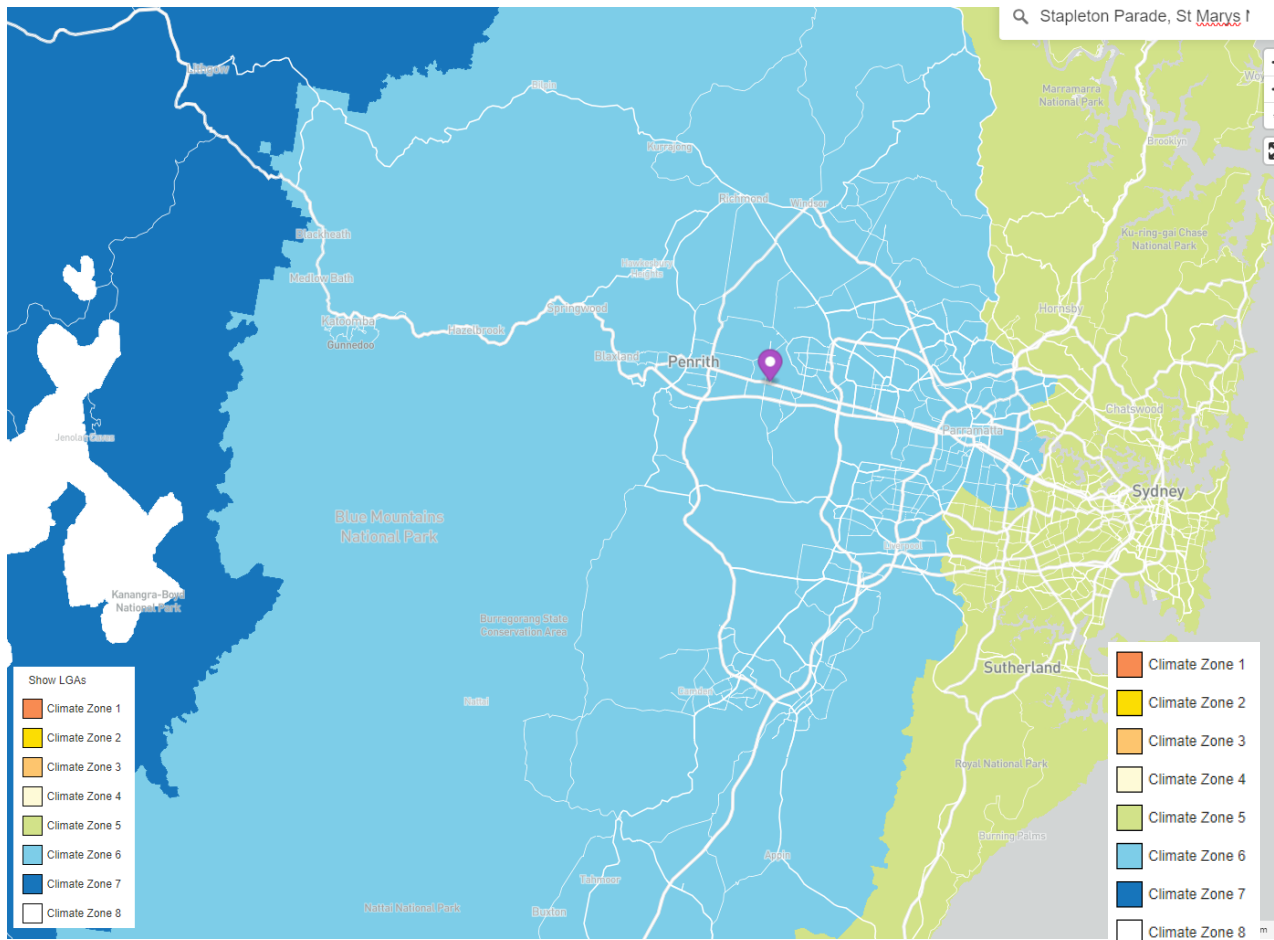 Stapleton Parade, St Marys
Lithgow
Bilpin
Marramarra
National Park
Woy
Brooklyn
Kurrajong
Richmond
Windsor
Blackheath
Ku-ring-gai Chase
National Park
Medlow Bath
Hawkesbury
Heights
Katoomba
Gunnedoo
Hazelbrook
Springwood
Hornsby
Blaxland
Penrith
Chatswood
Jenolan Caves
Parramatta
Sydney
Blue Mountains
National Park
Liverpool
Kanangra-Boyd
National Park
Burragorang State
Conservation Area
Sutherland
Camden
Nattai
Royal National Park
Burning Palms
Appin
Tahmoor
Nattai National Park
Buxton
Show LGAs
Climate Zone 1
Climate Zone 2
Climate Zone 3
Climate Zone 4
Climate Zone 5
Climate Zone 6
Climate Zone 7
Climate Zone 8
Climate Zone 1
Climate Zone 2
Climate Zone 3
Climate Zone 4
Climate Zone 5
Climate Zone 6
Climate Zone 7
Climate Zone 8
m